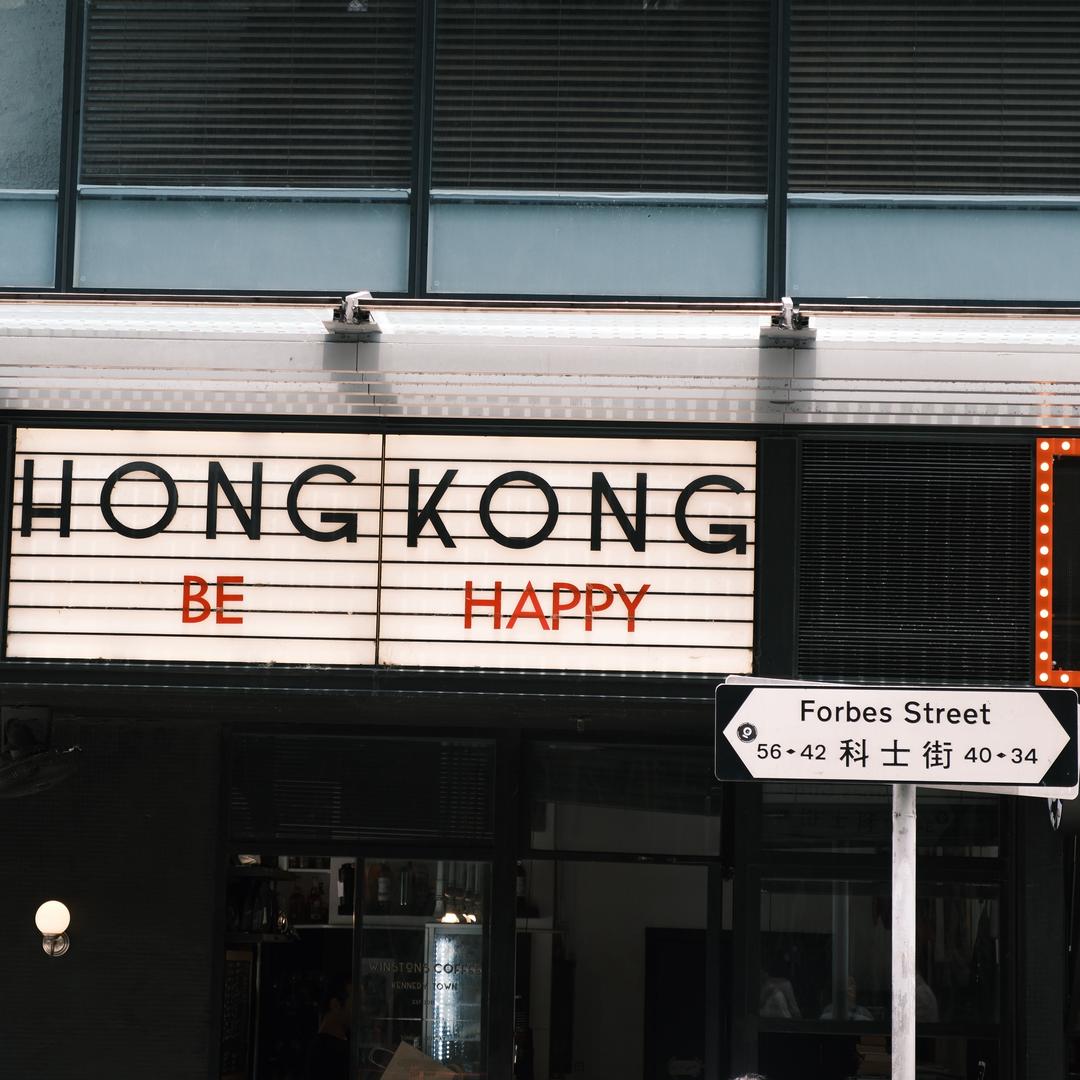 HONG KONG
BE HAPPY
Forbes Street
56 42 科士街 40 34
WINSTONS COFFEE
KENNEDY TOWN